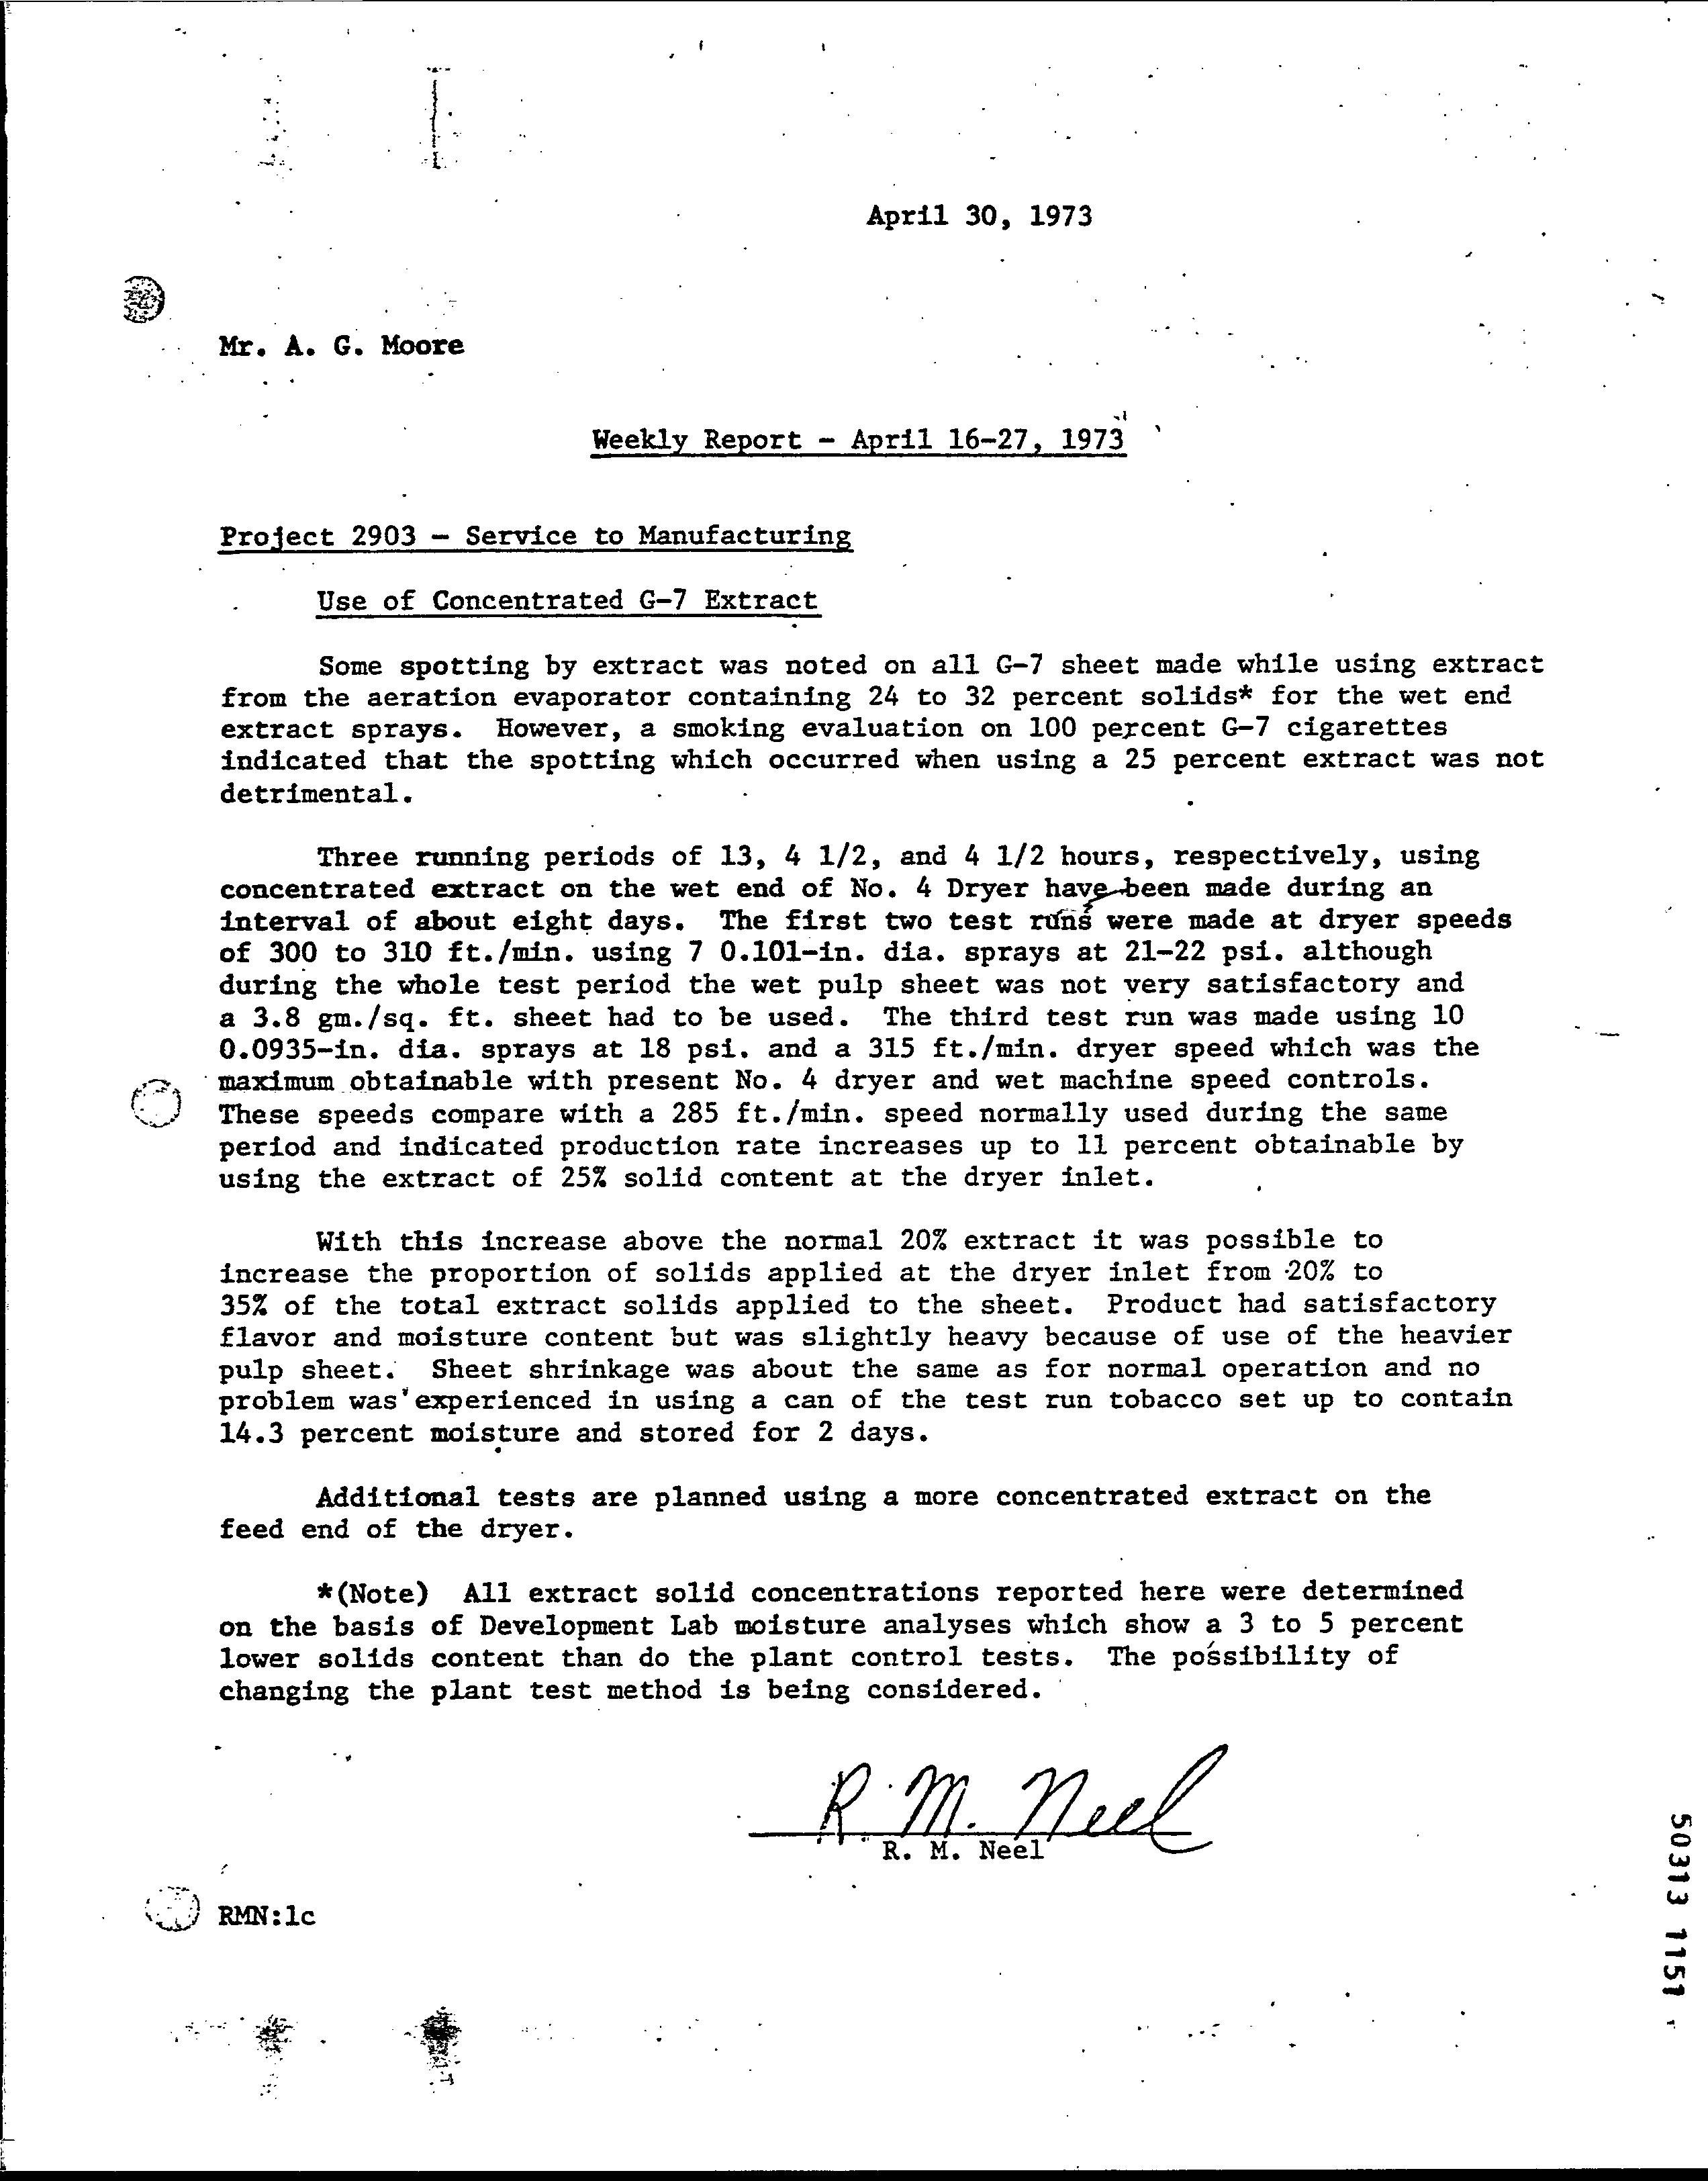 April 30, 1973
Mr. A. G. Moore
Weekly Report - April 16-27, 1973
Project 2903 - Service to Manufacturing
Use of Concentrated G-7 Extract
Some spotting by extract was noted on all G-7 sheet made while using extract
from the aeration evaporator containing 24 to 32 percent solids* for the wet end
extract sprays. However, a smoking evaluation on 100 percent G-7 cigarettes
indicated that the spotting which occurred when using a 25 percent extract was not
detrimental.
Three running periods of 13, 4 1/2, and 4 1/2 hours, respectively, using
concentrated extract on the wet end of No. 4 Dryer have been made during an
interval of about eight days. The first two test runs were made at dryer speeds
of 300 to 310 ft./min. using 7 0.101-in. dia. sprays at 21-22 psi. although
during the whole test period the wet pulp sheet was not very satisfactory and
a 3.8 gm./sq. ft. sheet had to be used. The third test run was made using 10
0.0935-in. dia. sprays at 18 psi. and a 315 ft./min. dryer speed which was the
maximum obtainable with present No. 4 dryer and wet machine speed controls.
These speeds compare with a 285 ft./min. speed normally used during the same
period and indicated production rate increases up to 11 percent obtainable by
using the extract of 25% solid content at the dryer inlet.
With this increase above the normal 20% extract it was possible to
increase the proportion of solids applied at the dryer inlet from 20% to
35% of the total extract solids applied to the sheet. Product had satisfactory
flavor and moisture content but was slightly heavy because of use of the heavier
pulp sheet. Sheet shrinkage was about the same as for normal operation and no
problem was experienced in using a can of the test run tobacco set up to contain
14.3 percent moisture and stored for 2 days.
Additional tests are planned using a more concentrated extract on the
feed end of the dryer.
*(Note) All extract solid concentrations reported here were determined
on the basis of Development Lab moisture analyses which show a 3 to 5 percent
lower solids content than do the plant control tests. The possibility of
changing the plant test method is being considered.
R. M. Neel
R. M. Neel
RMN:lc
50313 1151